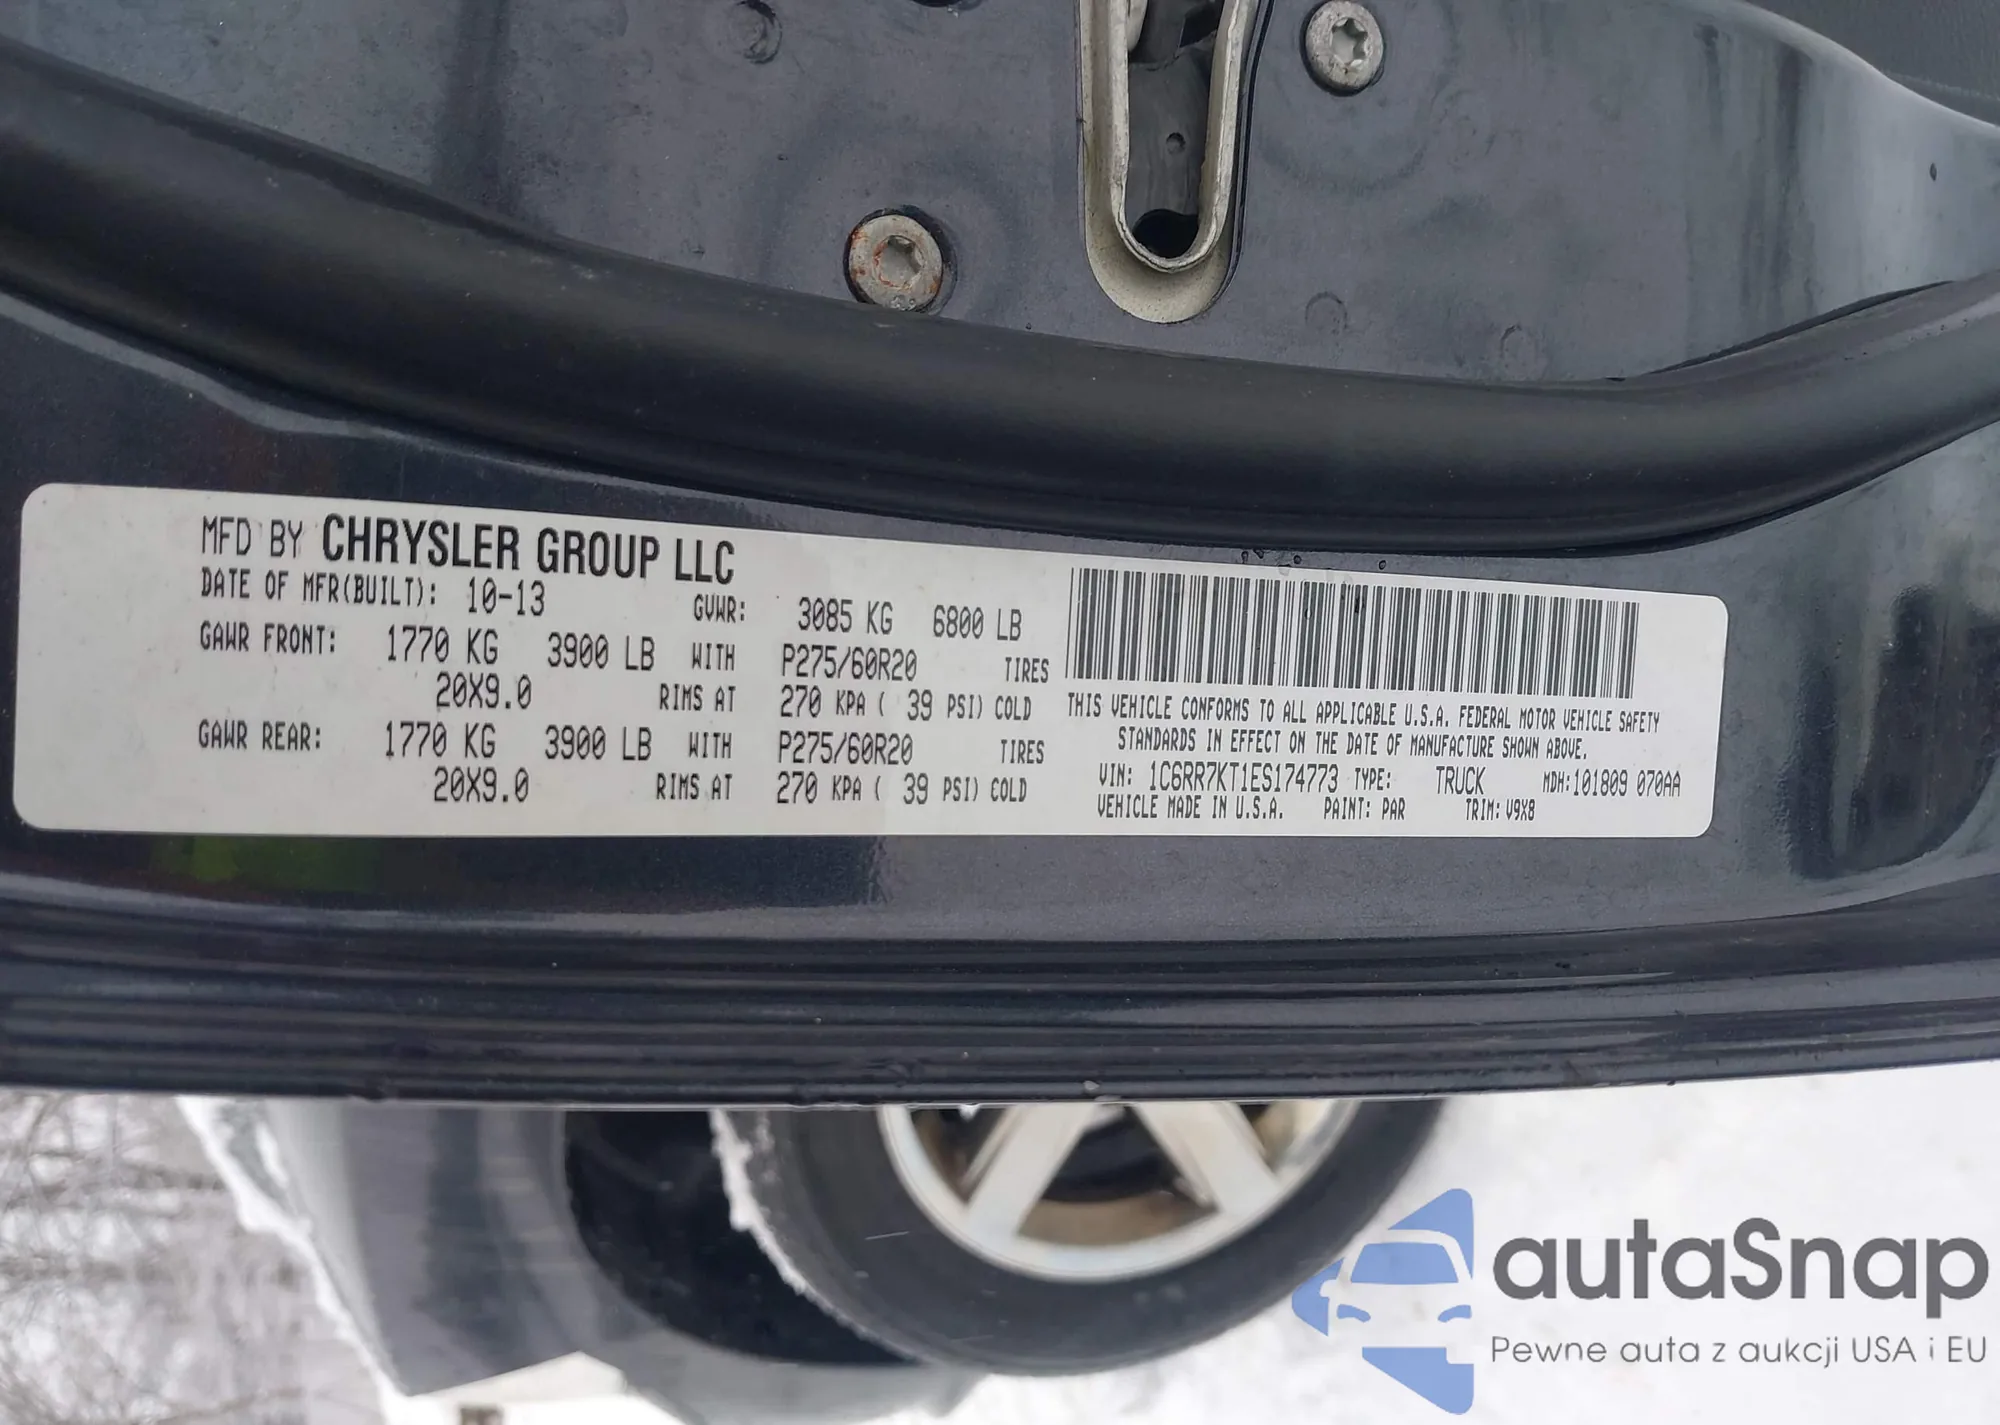 MFD BY CHRYSLER GROUP LLC
DATE OF MFR(BUILT): 10-13 GVWR: 3085 KG 6800 LB
GAWR FRONT: 1770 KG 3900 LB WITH P275/60R20 TIRES
20X9.0 RIMS AT 270 KPA ( 39 PSI) COLD
GAWR REAR: 1770 KG 3900 LB WITH P275/60R20 TIRES
20X9.0 RIMS AT 270 KPA ( 39 PSI) COLD
THIS VEHICLE CONFORMS TO ALL APPLICABLE U.S.A. FEDERAL MOTOR VEHICLE SAFETY
STANDARDS IN EFFECT ON THE DATE OF MANUFACTURE SHOWN ABOVE.
VIN: 1C6RR7KT1ES174773 TYPE: TRUCK MDH:101809 070AA
VEHICLE MADE IN U.S.A. PAINT: PAR TRIM: V9X8
autaSnap
Pewne auta z aukcji USA i EU